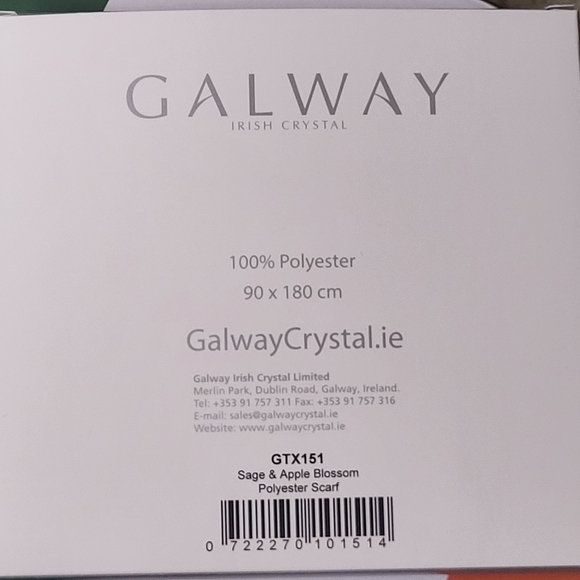 GALWAY
IRISH CRYSTAL
100% Polyester
90 x 180 cm
GalwayCrystal.ie
Galway Irish Crystal Limited
Merlin Park, Dublin Road, Galway, Ireland.
Tel: +353 91 757 311 Fax: +353 91 757 316
E-mail: sales@galwaycrystal.ie
Website: www.galwaycrystal.ie
GTX151
Sage & Apple Blossom
Polyester Scarf
0 722270 101514